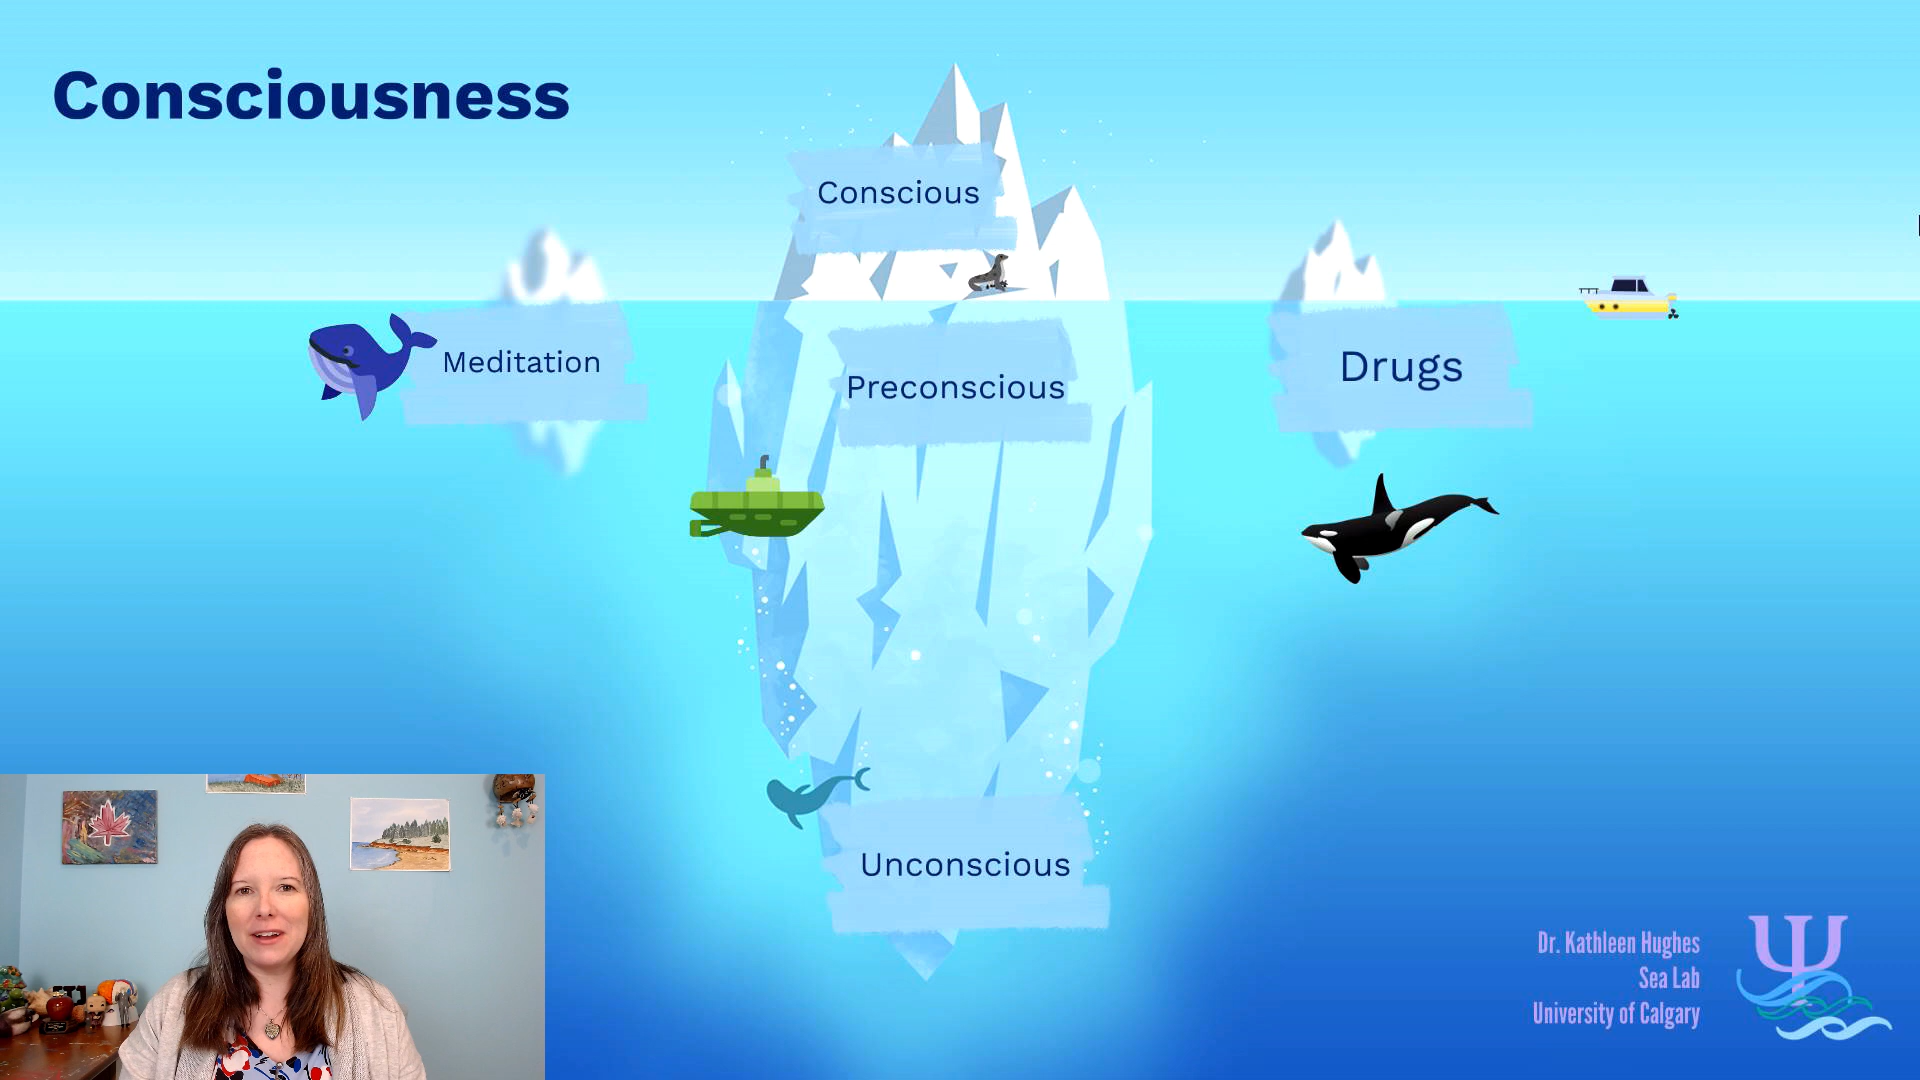 Consciousness
Conscious
Meditation
Preconscious
Drugs
Unconscious
Dr. Kathleen Hughes
Sea Lab
University of Calgary